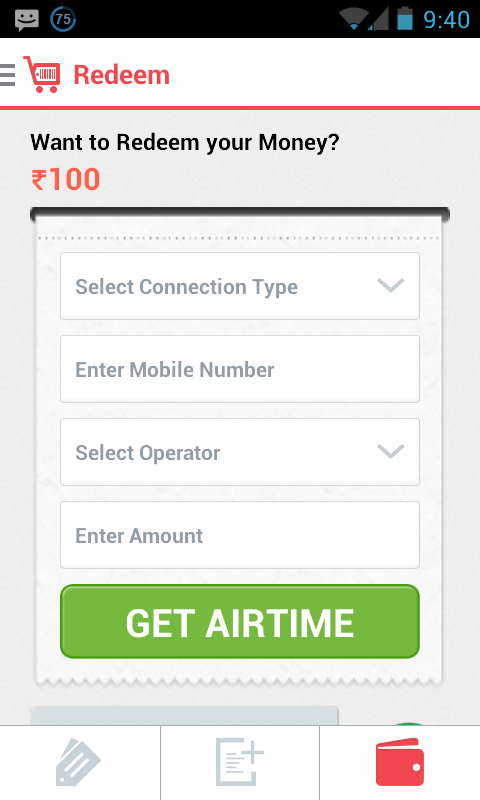 75
9:40
Redeem
Want to Redeem your Money?
₹100
Select Connection Type
Enter Mobile Number
Select Operator
Enter Amount
GET AIRTIME